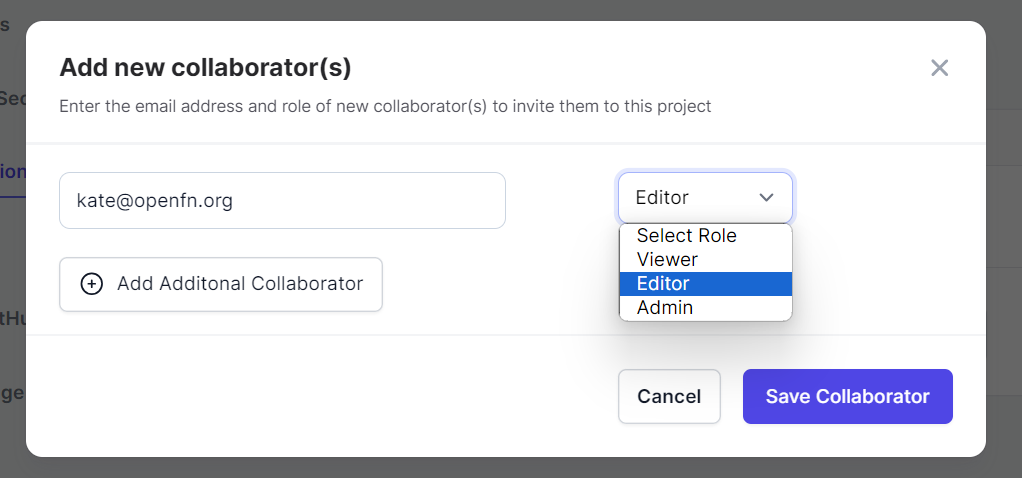 s
Add new collaborator(s)
Enter the email address and role of new collaborator(s) to invite them to this project
Sec
ion
kate@openfn.org
Editor
Select Role
Viewer
Editor
Admin
Add Additonal Collaborator
tHu
ge
Cancel
Save Collaborator